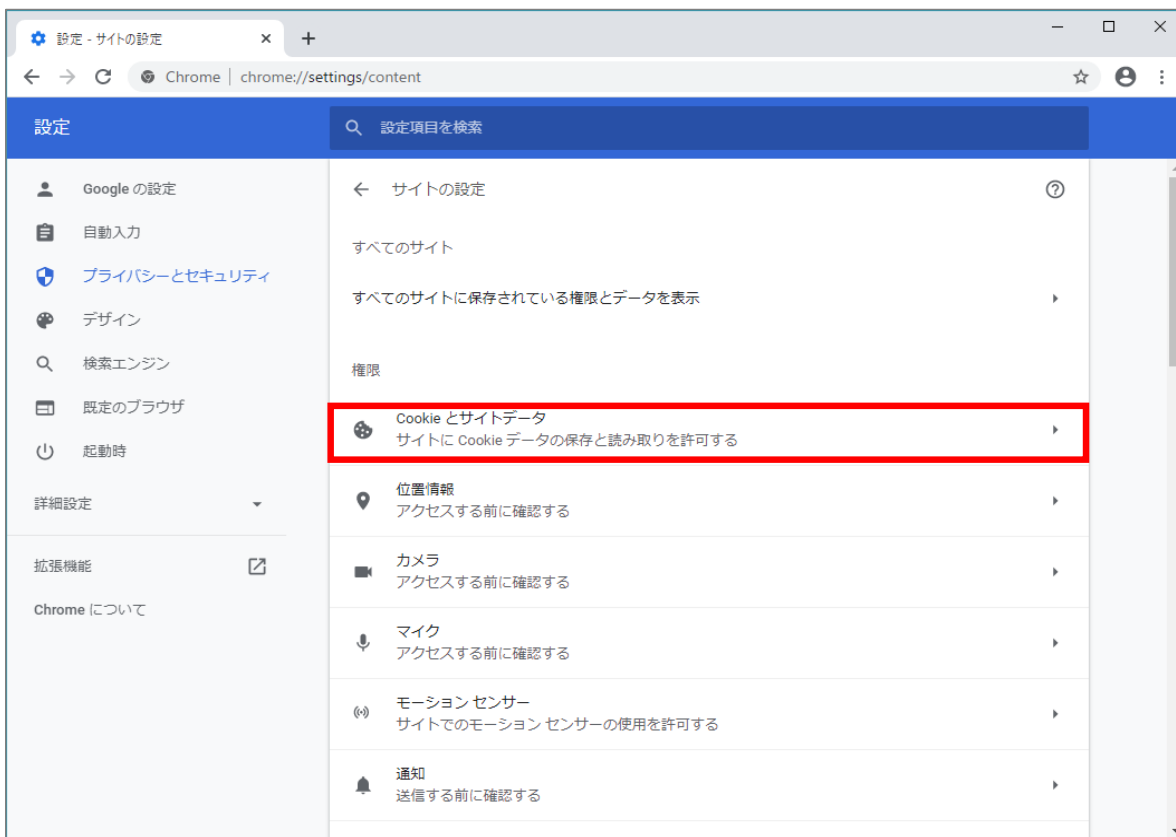 設定 - サイトの設定
Chrome | chrome://settings/content
設定
設定項目を検索
Google の設定
自動入力
プライバシーとセキュリティ
デザイン
検索エンジン
既定のブラウザ
起動時
詳細設定
拡張機能
Chrome について
サイトの設定
すべてのサイト
すべてのサイトに保存されている権限とデータを表示
権限
Cookie とサイトデータ
サイトに Cookie データの保存と読み取りを許可する
位置情報
アクセスする前に確認する
カメラ
アクセスする前に確認する
マイク
アクセスする前に確認する
モーション センサー
サイトでのモーション センサーの使用を許可する
通知
送信する前に確認する